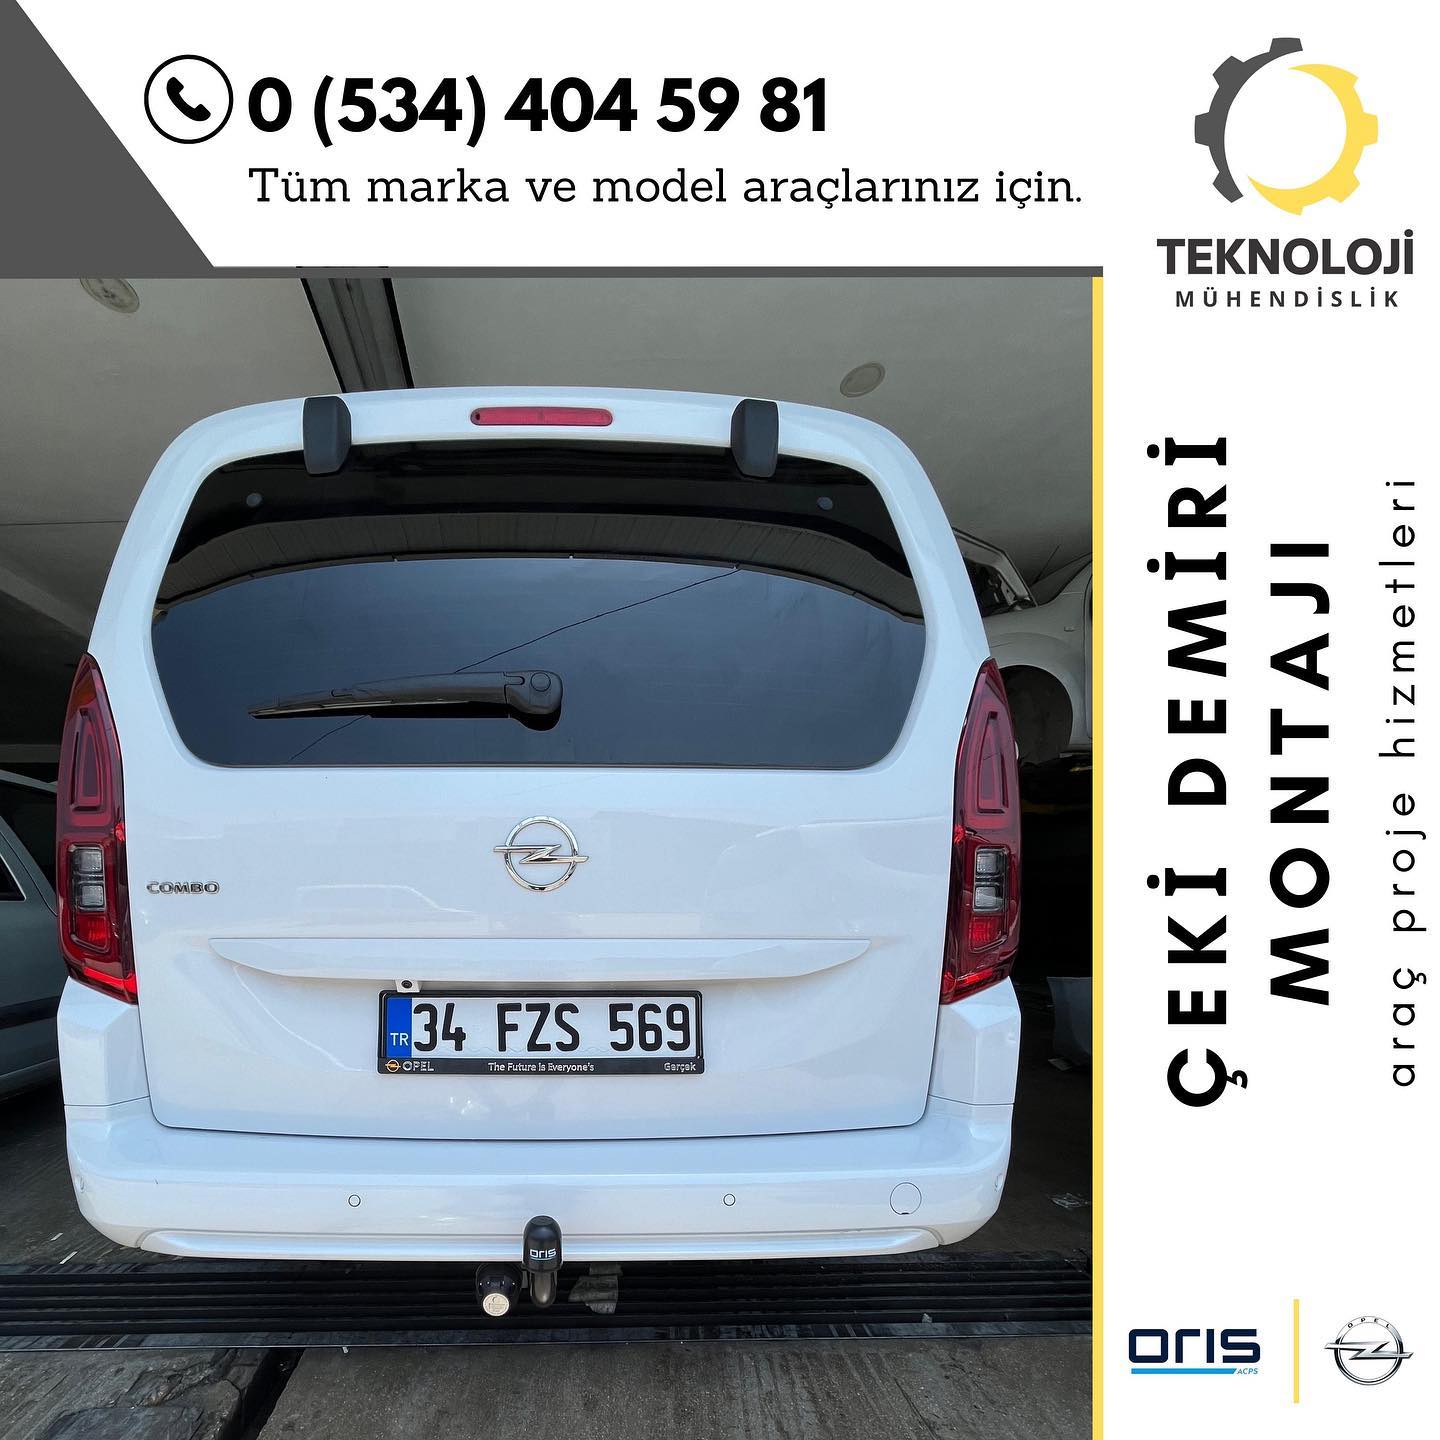 0 (534) 404 59 81
Tüm marka ve model araçlarınız için.
TEKNOLOJİ
MÜHENDİSLİK
ÇEKİ DEMİRİ
MONTAJI
araç proje hizmetleri
COMBO
TR 34 FZS 569
OPEL The Future Is Everyone's Gerçek
oris
oris
ACPS
OPEL